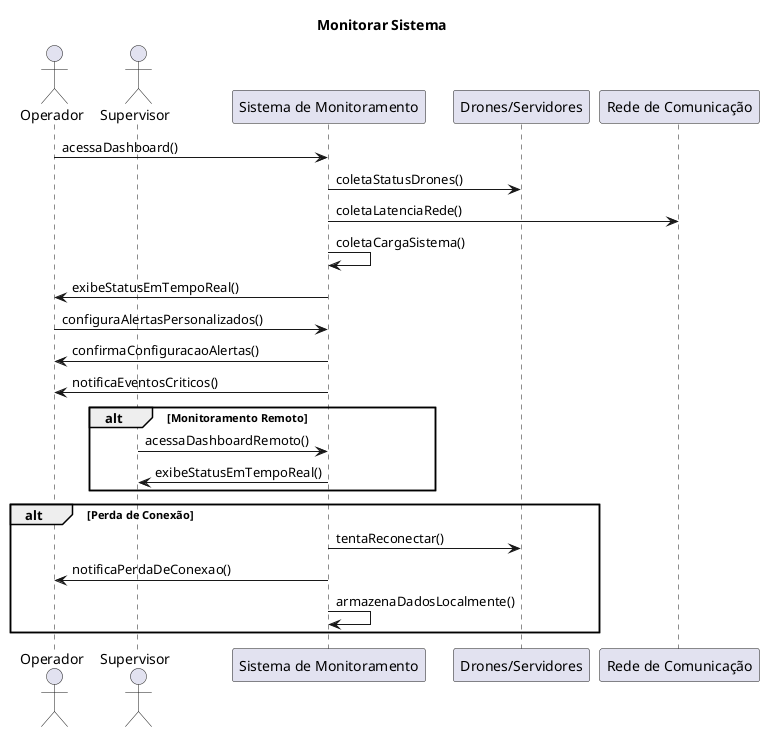 Monitorar Sistema
Operador
Supervisor
Sistema de Monitoramento
Drones/Servidores
Rede de Comunicação
acessaDashboard()
coletaStatusDrones()
coletaLatenciaRede()
coletaCargaSistema()
exibeStatusEmTempoReal()
configuraAlertasPersonalizados()
confirmaConfiguracaoAlertas()
notificaEventosCriticos()
alt [Monitoramento Remoto]
acessaDashboardRemoto()
exibeStatusEmTempoReal()
alt [Perda de Conexão]
tentaReconectar()
notificaPerdaDeConexao()
armazenaDadosLocalmente()
Operador
Supervisor
Sistema de Monitoramento
Drones/Servidores
Rede de Comunicação